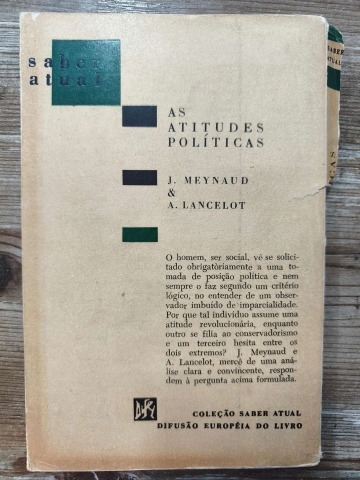 saber
atual
SABER
ATUAL
AS
ATITUDES
POLÍTICAS
J. MEYNAUD
&
A. LANCELOT
O homem, ser social, vê-se solici-
tado obrigatòriamente a uma to-
mada de posição política e nem
sempre o faz segundo um critério
lógico, no entender de um obser-
vador imbuído de imparcialidade.
Por que tal indivíduo assume uma
atitude revolucionária, enquanto
outro se filia ao conservadorismo
e um terceiro hesita entre os
dois extremos? J. Meynaud e
A. Lancelot, mercê de uma aná-
lise clara e convincente, respon-
dem à pergunta acima formulada.
COLEÇÃO SABER ATUAL
DIFUSÃO EUROPÉIA DO LIVRO